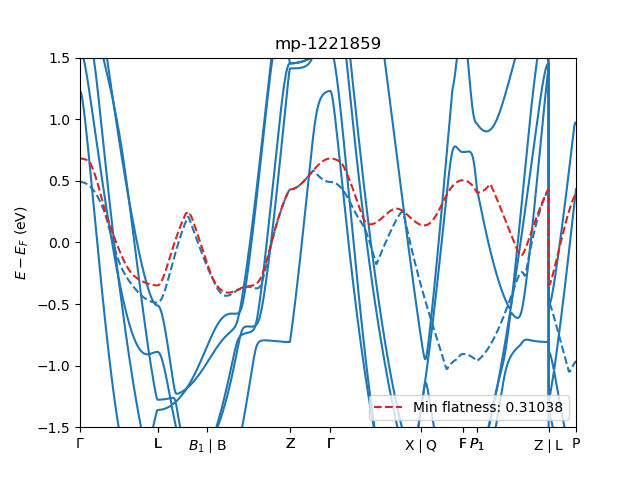 mp-1221859
E − E_F (eV)
1.5
1.0
0.5
0.0
−0.5
−1.0
−1.5
Min flatness: 0.31038
Γ L B₁ | B Z Γ X | Q F P₁ Z | L P